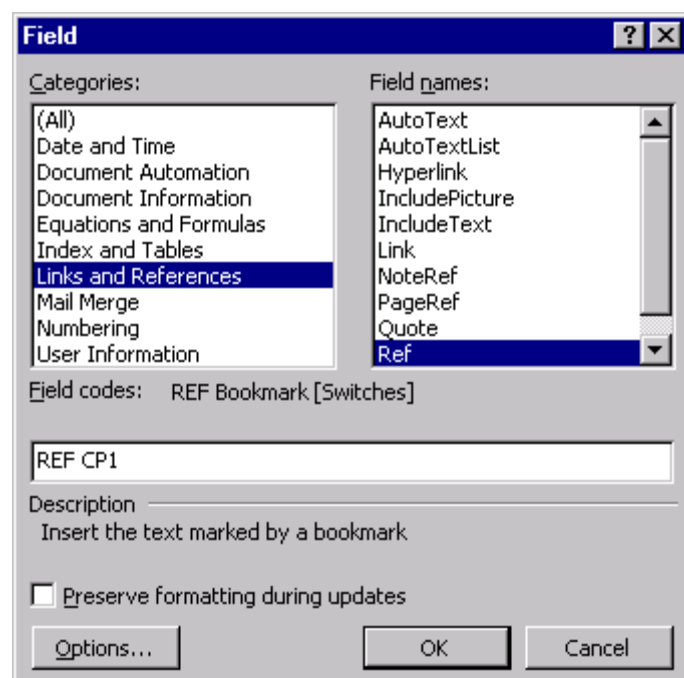 Field
Categories:
(All)
Date and Time
Document Automation
Document Information
Equations and Formulas
Index and Tables
Links and References
Mail Merge
Numbering
User Information
Field names:
AutoText
AutoTextList
Hyperlink
IncludePicture
IncludeText
Link
NoteRef
PageRef
Quote
Ref
Field codes: REF Bookmark [Switches]
REF CP1
Description
Insert the text marked by a bookmark
Preserve formatting during updates
Options... OK Cancel